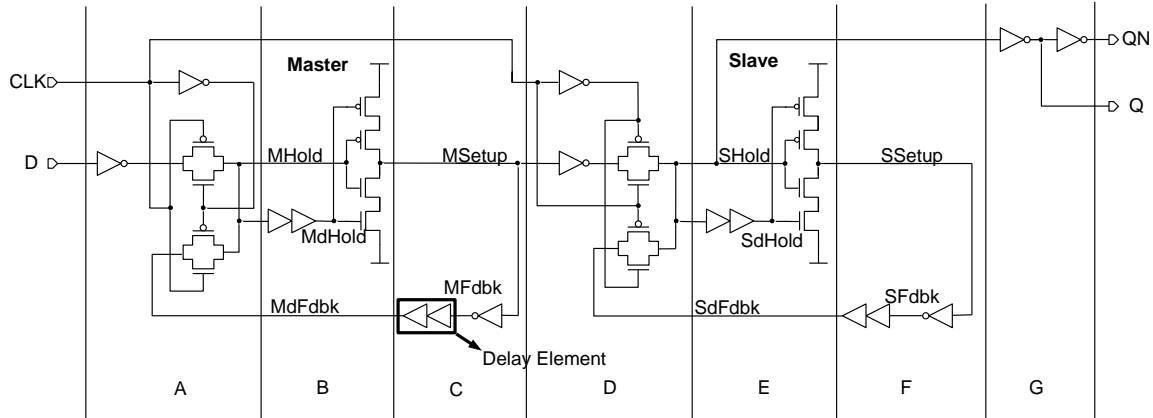 QN
CLK
Master
Slave
Q
D
MHold
MSetup
SHold
SSetup
MdHold
SdHold
MFdbk
SFdbk
MdFdbk
SdFdbk
Delay Element
A B C D E F G